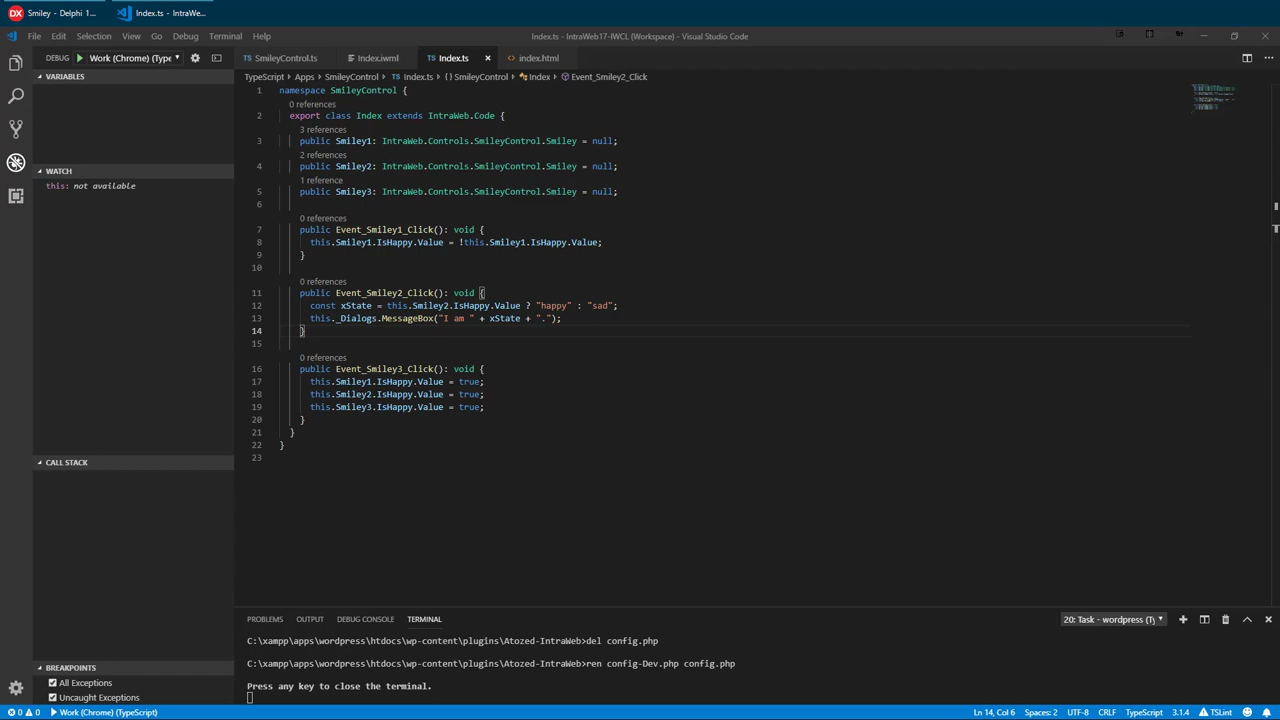 Smiley - Delphi 1... Index.ts - IntraWe...
File Edit Selection View Go Debug Terminal Help Index.ts - IntraWeb17-IWCL (Workspace) - Visual Studio Code
DEBUG Work (Chrome) (Type SmileyControl.ts Index.iwml TS Index.ts × index.html
VARIABLES
TypeScript › Apps › SmileyControl › TS Index.ts › {} SmileyControl › Index › Event_Smiley2_Click
1 namespace SmileyControl {
0 references
2 export class Index extends IntraWeb.Code {
3 references
3 public Smiley1: IntraWeb.Controls.SmileyControl.Smiley = null;
2 references
4 public Smiley2: IntraWeb.Controls.SmileyControl.Smiley = null;
1 reference
5 public Smiley3: IntraWeb.Controls.SmileyControl.Smiley = null;
6
0 references
7 public Event_Smiley1_Click(): void {
8 this.Smiley1.IsHappy.Value = !this.Smiley1.IsHappy.Value;
9 }
10
0 references
11 public Event_Smiley2_Click(): void {
12 const xState = this.Smiley2.IsHappy.Value ? "happy" : "sad";
13 this._Dialogs.MessageBox("I am " + xState + ".");
14 }
15
0 references
16 public Event_Smiley3_Click(): void {
17 this.Smiley1.IsHappy.Value = true;
18 this.Smiley2.IsHappy.Value = true;
19 this.Smiley3.IsHappy.Value = true;
20 }
21 }
22 }
23
WATCH
this: not available
CALL STACK
BREAKPOINTS
All Exceptions
Uncaught Exceptions
PROBLEMS OUTPUT DEBUG CONSOLE TERMINAL 20: Task - wordpress (Ty
C:\xampp\apps\wordpress\htdocs\wp-content\plugins\Atozed-IntraWeb>del config.php
C:\xampp\apps\wordpress\htdocs\wp-content\plugins\Atozed-IntraWeb>ren config-Dev.php config.php
Press any key to close the terminal.
0 0 Work (Chrome) (TypeScript) Ln 14, Col 6 Spaces: 2 UTF-8 CRLF TypeScript 3.1.4 TSLint